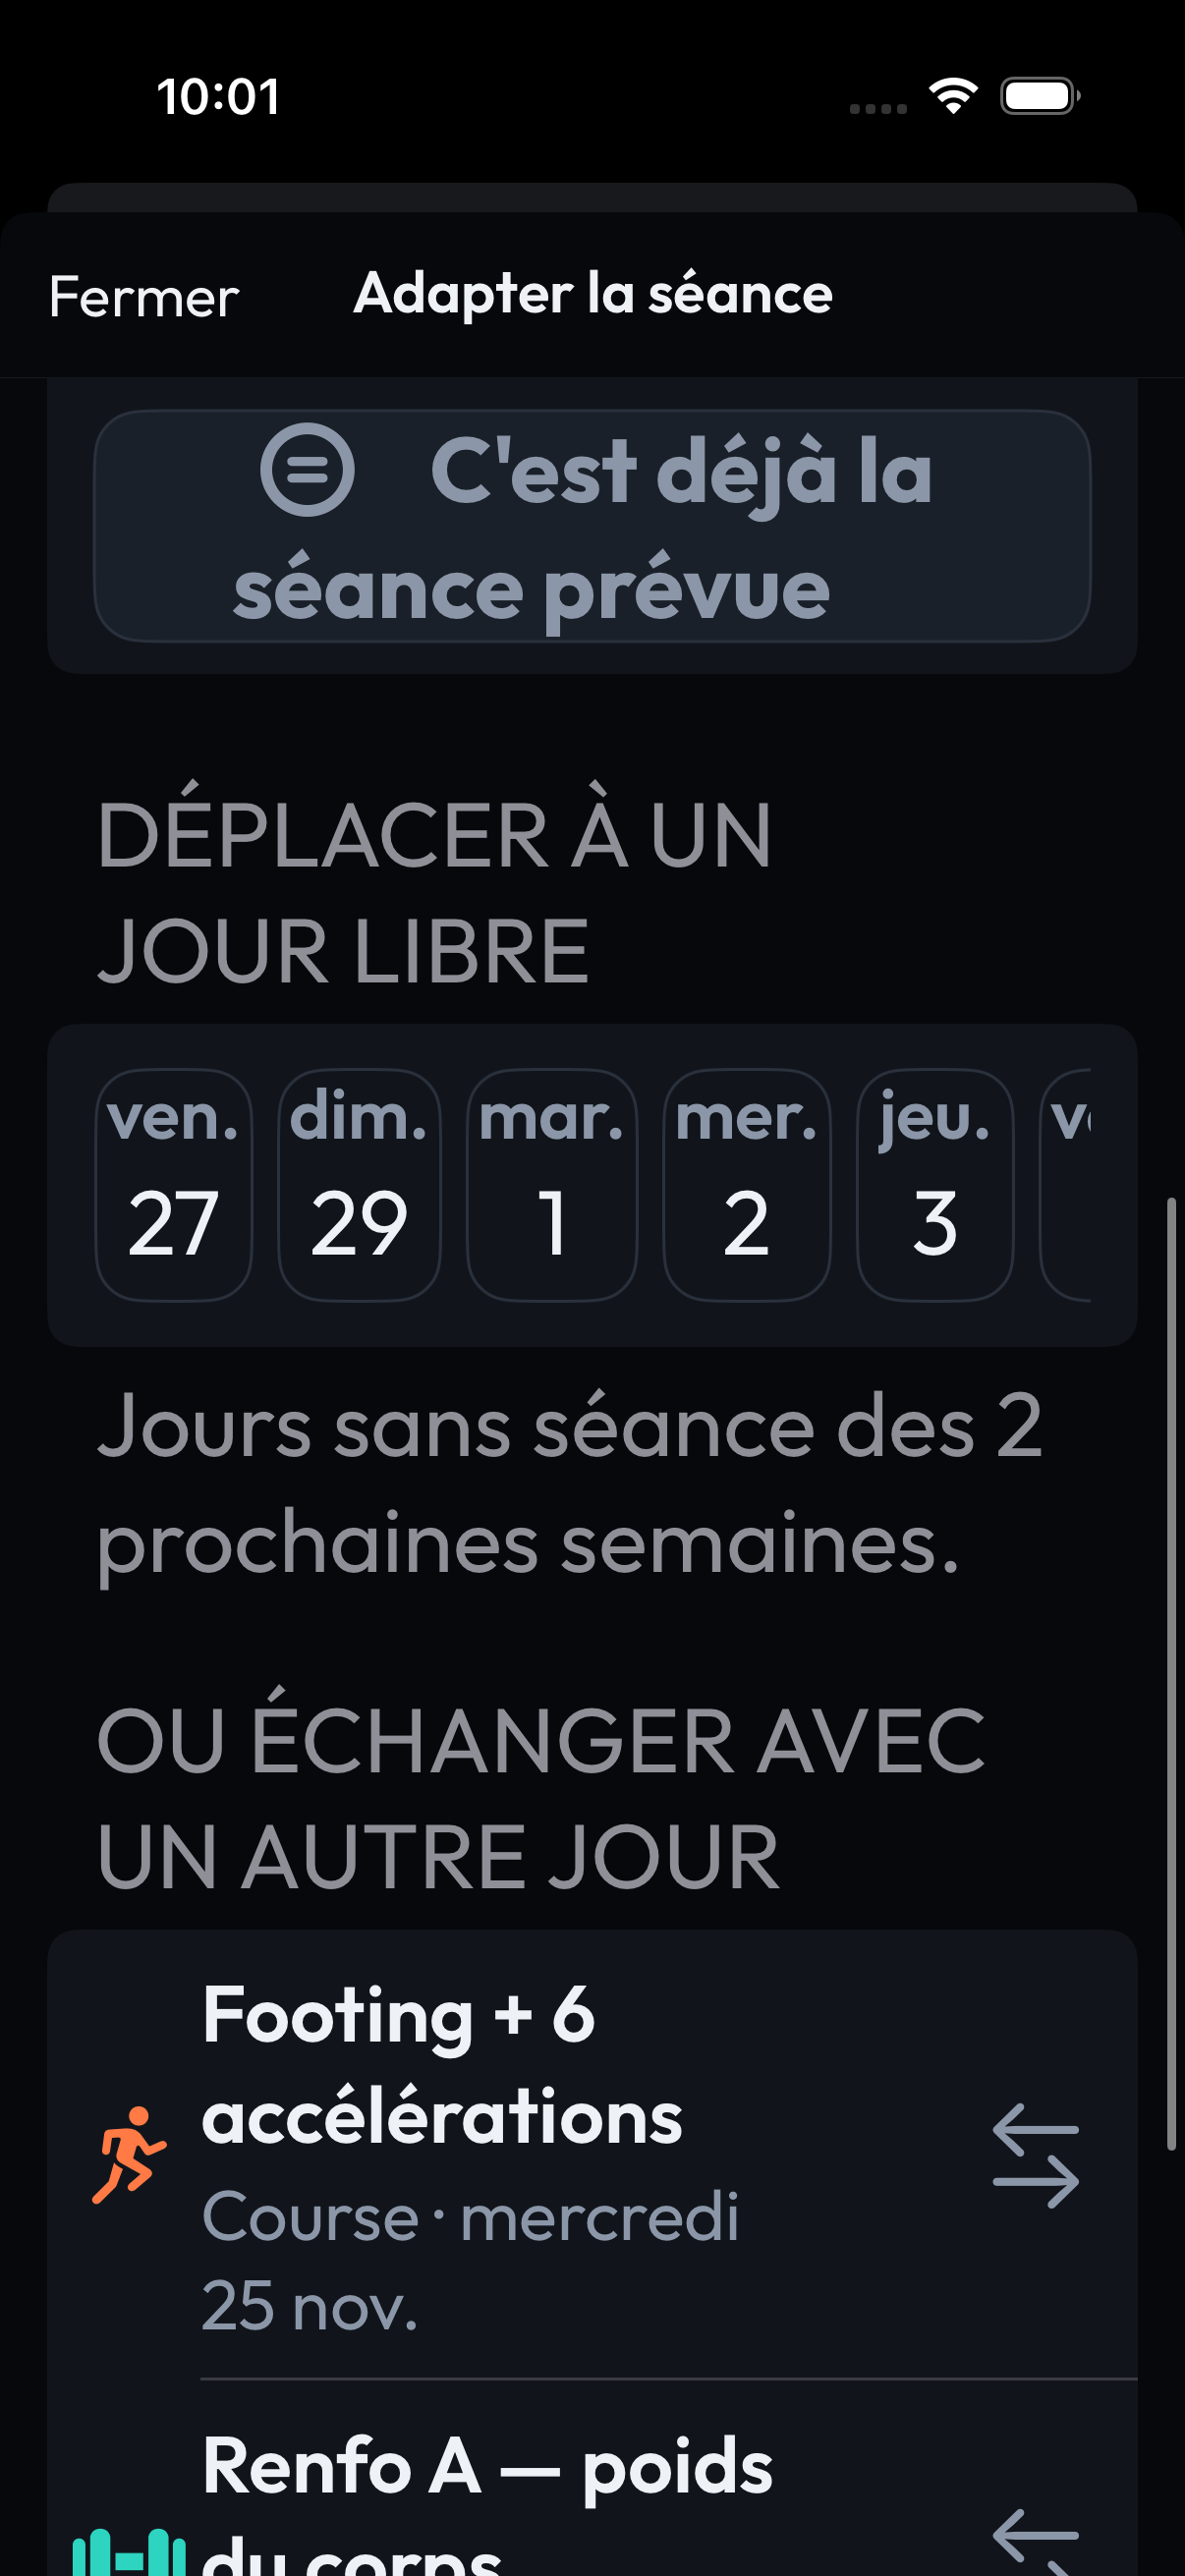 10:01
Fermer
Adapter la séance
C'est déjà la
séance prévue
DÉPLACER À UN
JOUR LIBRE
ven. dim. mar. mer. jeu.
27 29 1 2 3
Jours sans séance des 2
prochaines semaines.
OU ÉCHANGER AVEC
UN AUTRE JOUR
Footing + 6
accélérations
Course · mercredi
25 nov.
Renfo A — poids
du corps